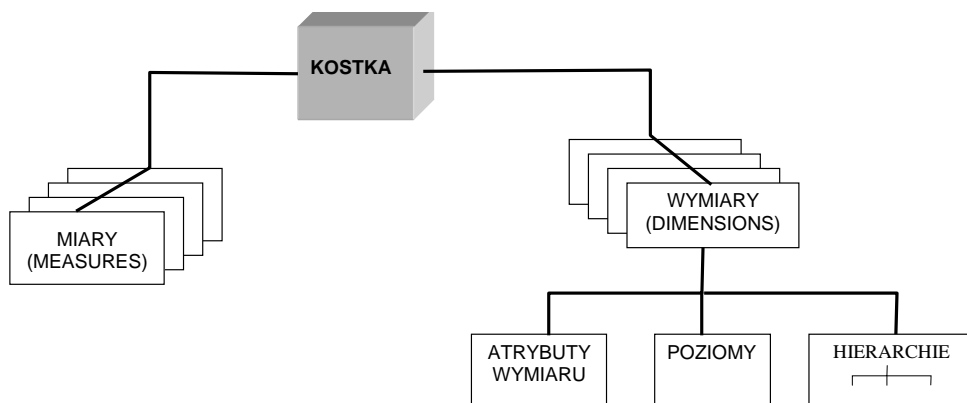 KOSTKA
MIARY
(MEASURES)
WYMIARY
(DIMENSIONS)
ATRYBUTY
WYMIARU
POZIOMY
HIERARCHIE